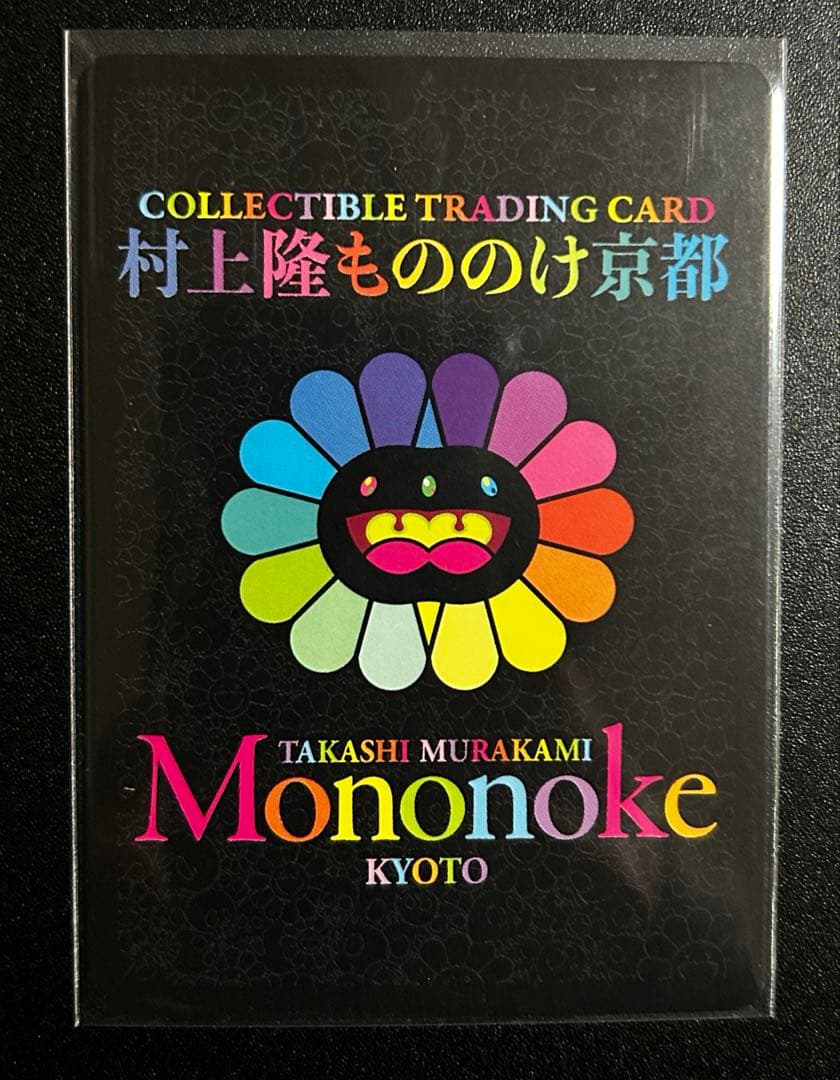 COLLECTIBLE TRADING CARD
村上隆もののけ京都
TAKASHI MURAKAMI
Mononoke
KYOTO